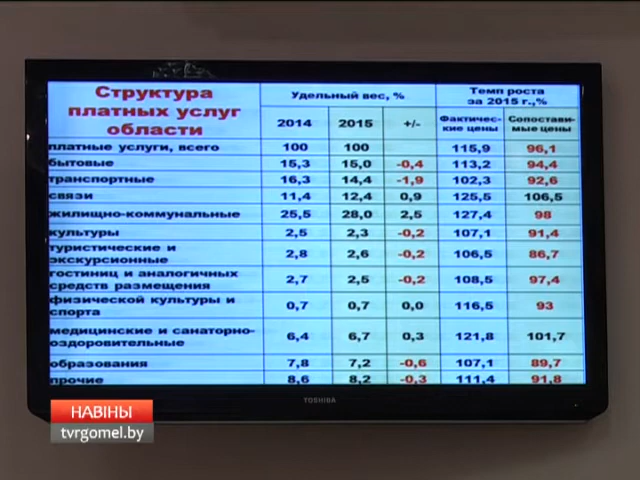 Структура
платных услуг
области
Удельный вес, %
Темп роста
за 2015 г.,%
2014 2015 +/-
Фактичес-
кие цены
Сопостави-
мые цены
платные услуги, всего 100 100 115,9 96,1
бытовые 15,3 15,0 -0,4 113,2 94,4
транспортные 16,3 14,4 -1,9 102,3 92,6
связи 11,4 12,4 0,9 125,5 106,5
жилищно-коммунальные 25,5 28,0 2,5 127,4 98
культуры 2,5 2,3 -0,2 107,1 91,4
туристические и
экскурсионные 2,8 2,6 -0,2 106,5 86,7
гостиниц и аналогичных
средств размещения 2,7 2,5 -0,2 108,5 97,4
физической культуры и
спорта 0,7 0,7 0,0 116,5 93
медицинские и санаторно-
оздоровительные 6,4 6,7 0,3 121,8 101,7
образования 7,8 7,2 -0,6 107,1 89,7
прочие 8,6 8,2 -0,3 111,4 91,8
TOSHIBA
НАВІНЫ
tvrgomel.by